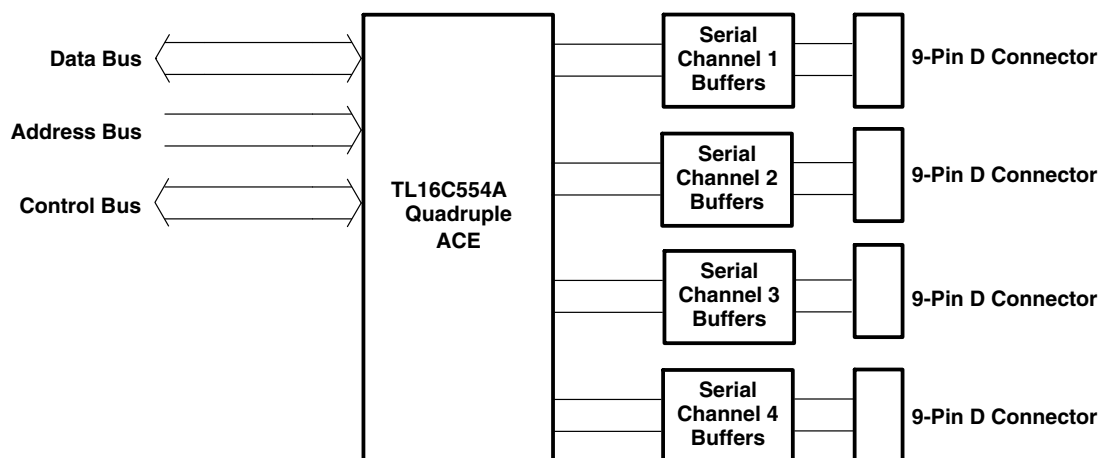 Data Bus
Address Bus
Control Bus
TL16C554A
Quadruple
ACE
Serial
Channel 1
Buffers
9-Pin D Connector
Serial
Channel 2
Buffers
9-Pin D Connector
Serial
Channel 3
Buffers
9-Pin D Connector
Serial
Channel 4
Buffers
9-Pin D Connector